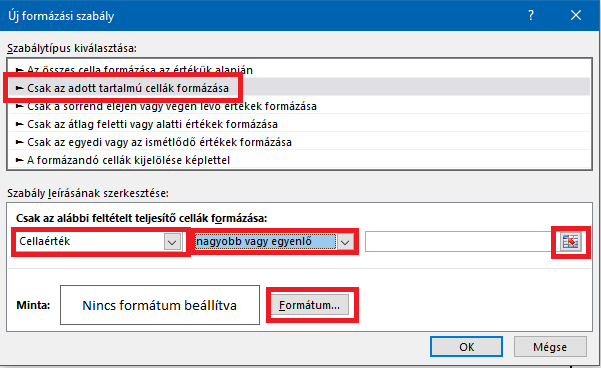 Új formázási szabály
Szabálytípus kiválasztása:
► Az összes cella formázása az értékük alapján
► Csak az adott tartalmú cellák formázása
► Csak a sorrend elején vagy végén lévő értékek formázása
► Csak az átlag feletti vagy alatti értékek formázása
► Csak az egyedi vagy az ismétlődő értékek formázása
► A formázandó cellák kijelölése képlettel
Szabály leírásának szerkesztése:
Csak az alábbi feltételt teljesítő cellák formázása:
Cellaérték nagyobb vagy egyenlő
Minta: Nincs formátum beállítva Formátum...
OK Mégse